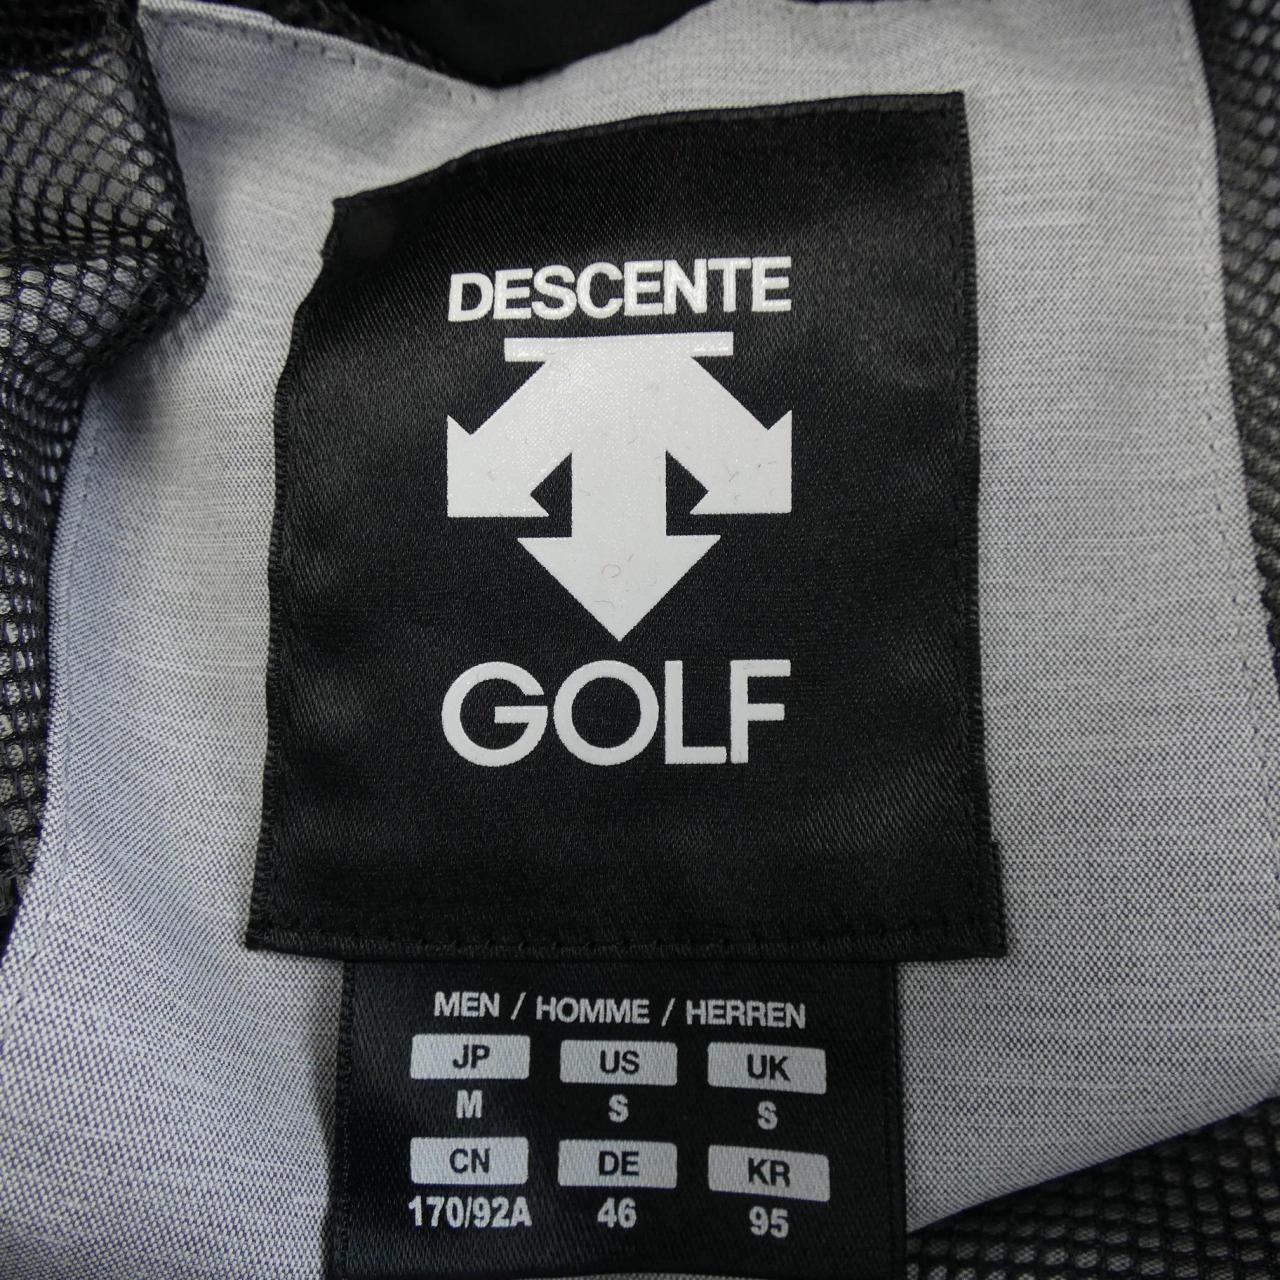 DESCENTE
GOLF
MEN / HOMME / HERREN
JP US UK
M S S
CN DE KR
170/92A 46 95